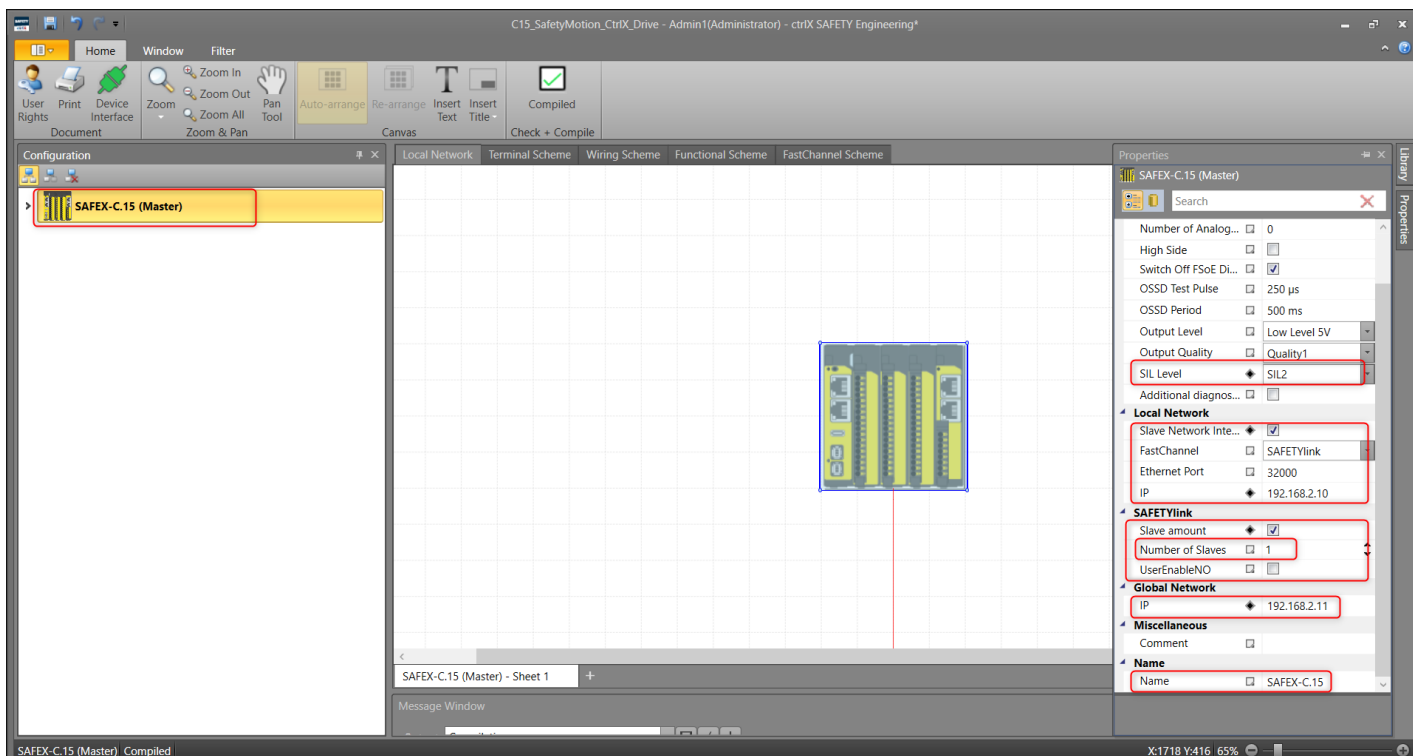 C15_SafetyMotion_CtrlX_Drive - Admin1(Administrator) - ctrlX SAFETY Engineering*
Home Window Filter
User Rights
Print
Device Interface
Zoom
Zoom In
Zoom Out
Zoom All
Pan Tool
Auto-arrange
Re-arrange
Insert Text
Insert Title
Compiled
Document
Zoom & Pan
Canvas
Check + Compile
Configuration
SAFEX-C.15 (Master)
Local Network Terminal Scheme Wiring Scheme Functional Scheme FastChannel Scheme
SAFEX-C.15 (Master) - Sheet 1 +
Message Window
Properties
SAFEX-C.15 (Master)
Search
Number of Analog... 0
High Side
Switch Off FSoE Di...
OSSD Test Pulse 250 µs
OSSD Period 500 ms
Output Level Low Level 5V
Output Quality Quality1
SIL Level SIL2
Additional diagnos...
Local Network
Slave Network Inte...
FastChannel SAFETYlink
Ethernet Port 32000
IP 192.168.2.10
SAFETYlink
Slave amount
Number of Slaves 1
UserEnableNO
Global Network
IP 192.168.2.11
Miscellaneous
Comment
Name
Name SAFEX-C.15
Library
Properties
SAFEX-C.15 (Master) Compiled
X:1718 Y:416 65%